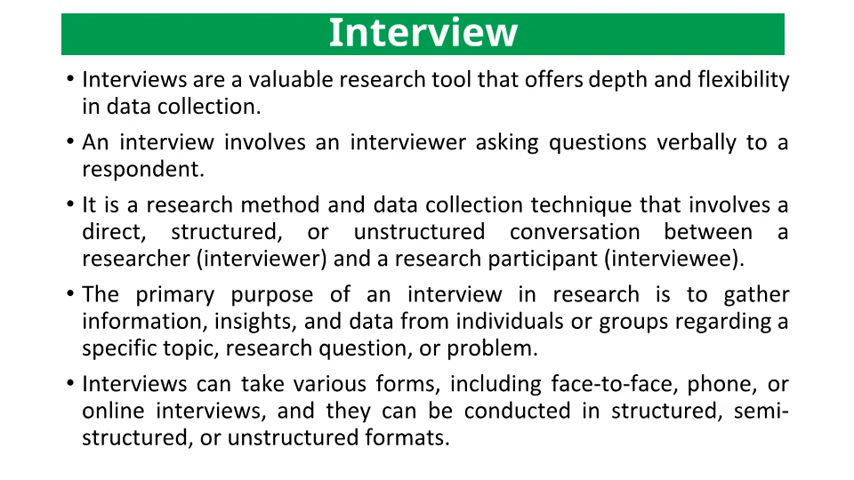 Interview
• Interviews are a valuable research tool that offers depth and flexibility
in data collection.
• An interview involves an interviewer asking questions verbally to a
respondent.
• It is a research method and data collection technique that involves a
direct, structured, or unstructured conversation between a
researcher (interviewer) and a research participant (interviewee).
• The primary purpose of an interview in research is to gather
information, insights, and data from individuals or groups regarding a
specific topic, research question, or problem.
• Interviews can take various forms, including face-to-face, phone, or
online interviews, and they can be conducted in structured, semi-
structured, or unstructured formats.